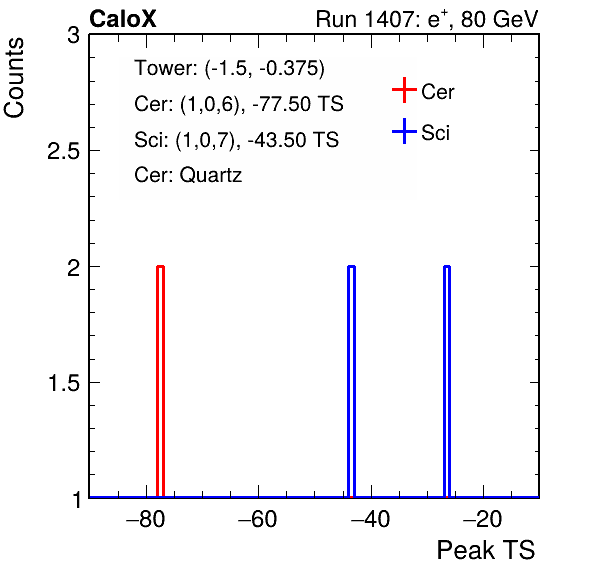 CaloX Run 1407: e⁺, 80 GeV
Counts
3
2.5
2
1.5
1
Tower: (-1.5, -0.375)
Cer: (1,0,6), -77.50 TS
Sci: (1,0,7), -43.50 TS
Cer: Quartz
Cer
Sci
−80 −60 −40 −20
Peak TS